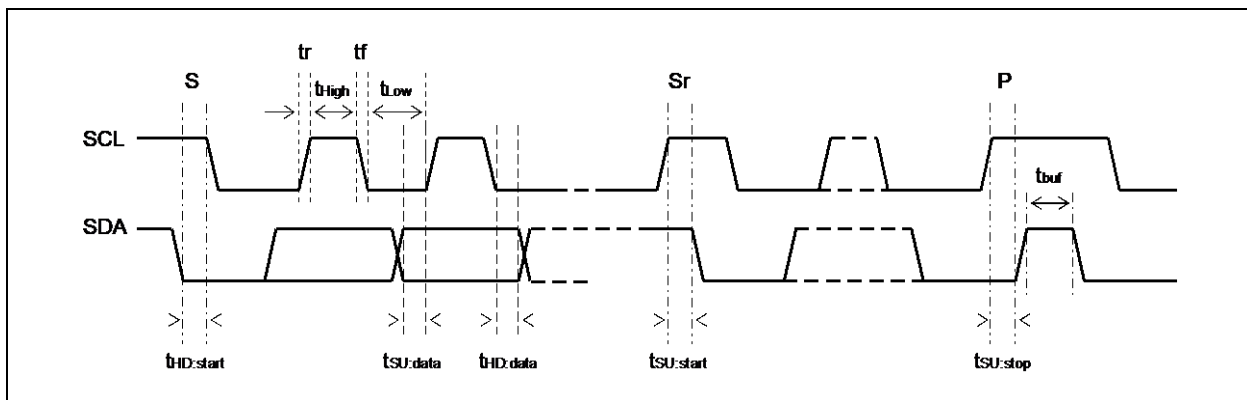 tr tf
S tHigh tLow Sr P
SCL
tbuf
SDA
tHD:start tSU:data tHD:data tSU:start tSU:stop